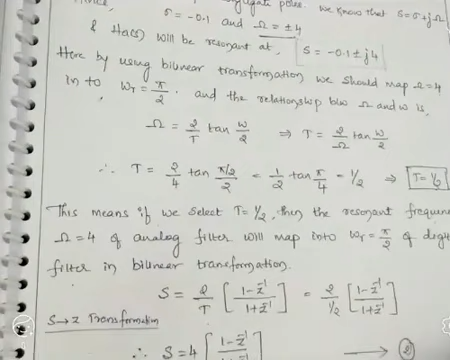 conjugate poles. We know that s=σ+jΩ
σ = -0.1 and Ω = ±4
& Ha(s) will be resonant at, s = -0.1 ± j4
Here by using bilinear transformation we should map Ω=4
in to ωr = π/2 . and the relationship b/w Ω and ω is,
Ω = 2/T tan ω/2 ⇒ T = 2/Ω tan ω/2
∴ T = 2/4 tan (π/2)/2 = 1/2 tan π/4 = 1/2 ⇒ T = 1/2
This means if we select T = 1/2, then the resonant
Ω=4 of analog filter will map into ωr = π/2 of
filter in bilinear transformation.
S = 2/T [1-z⁻¹/1+z⁻¹] = 2/½ [1-z⁻¹/1+z⁻¹]
S→Z Transformation
∴ S = 4 [1-z⁻¹/1+z⁻¹] → ②